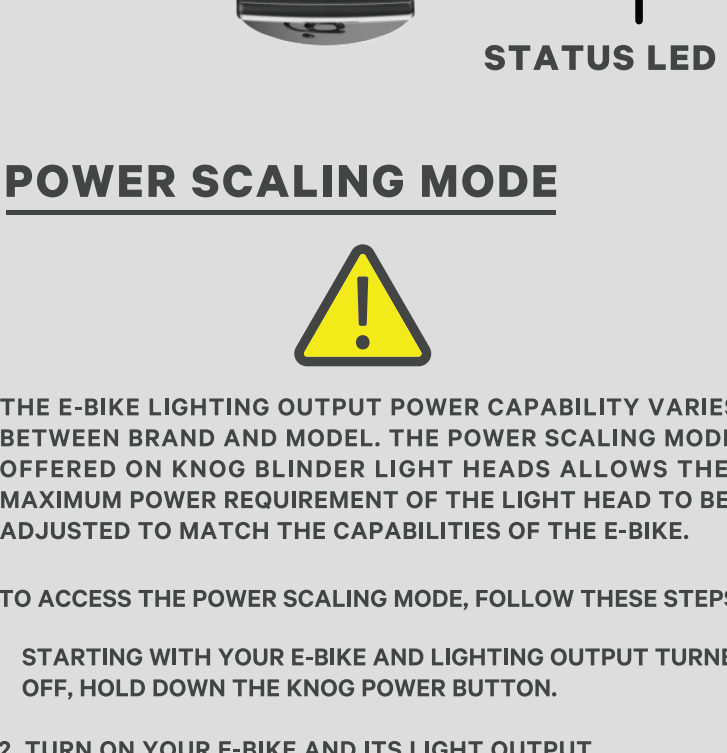 STATUS LED
POWER SCALING MODE
THE E-BIKE LIGHTING OUTPUT POWER CAPABILITY VARIES
BETWEEN BRAND AND MODEL. THE POWER SCALING MODE
OFFERED ON KNOG BLINDER LIGHT HEADS ALLOWS THE
MAXIMUM POWER REQUIREMENT OF THE LIGHT HEAD TO BE
ADJUSTED TO MATCH THE CAPABILITIES OF THE E-BIKE.
TO ACCESS THE POWER SCALING MODE, FOLLOW THESE STEPS
STARTING WITH YOUR E-BIKE AND LIGHTING OUTPUT TURNE
OFF, HOLD DOWN THE KNOG POWER BUTTON.
2. TURN ON YOUR E-BIKE AND ITS LIGHT OUTPUT